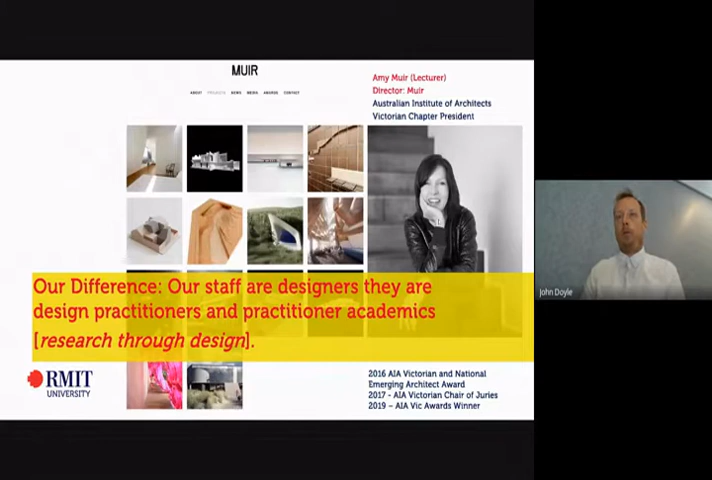 MUIR
ABOUT PROJECTS NEWS MEDIA AWARDS CONTACT
Amy Muir (Lecturer)
Director: Muir
Australian Institute of Architects
Victorian Chapter President
Our Difference: Our staff are designers they are
design practitioners and practitioner academics
[research through design].
John Doyle
RMIT
UNIVERSITY
2016 AIA Victorian and National
Emerging Architect Award
2017 - AIA Victorian Chair of Juries
2019 – AIA Vic Awards Winner